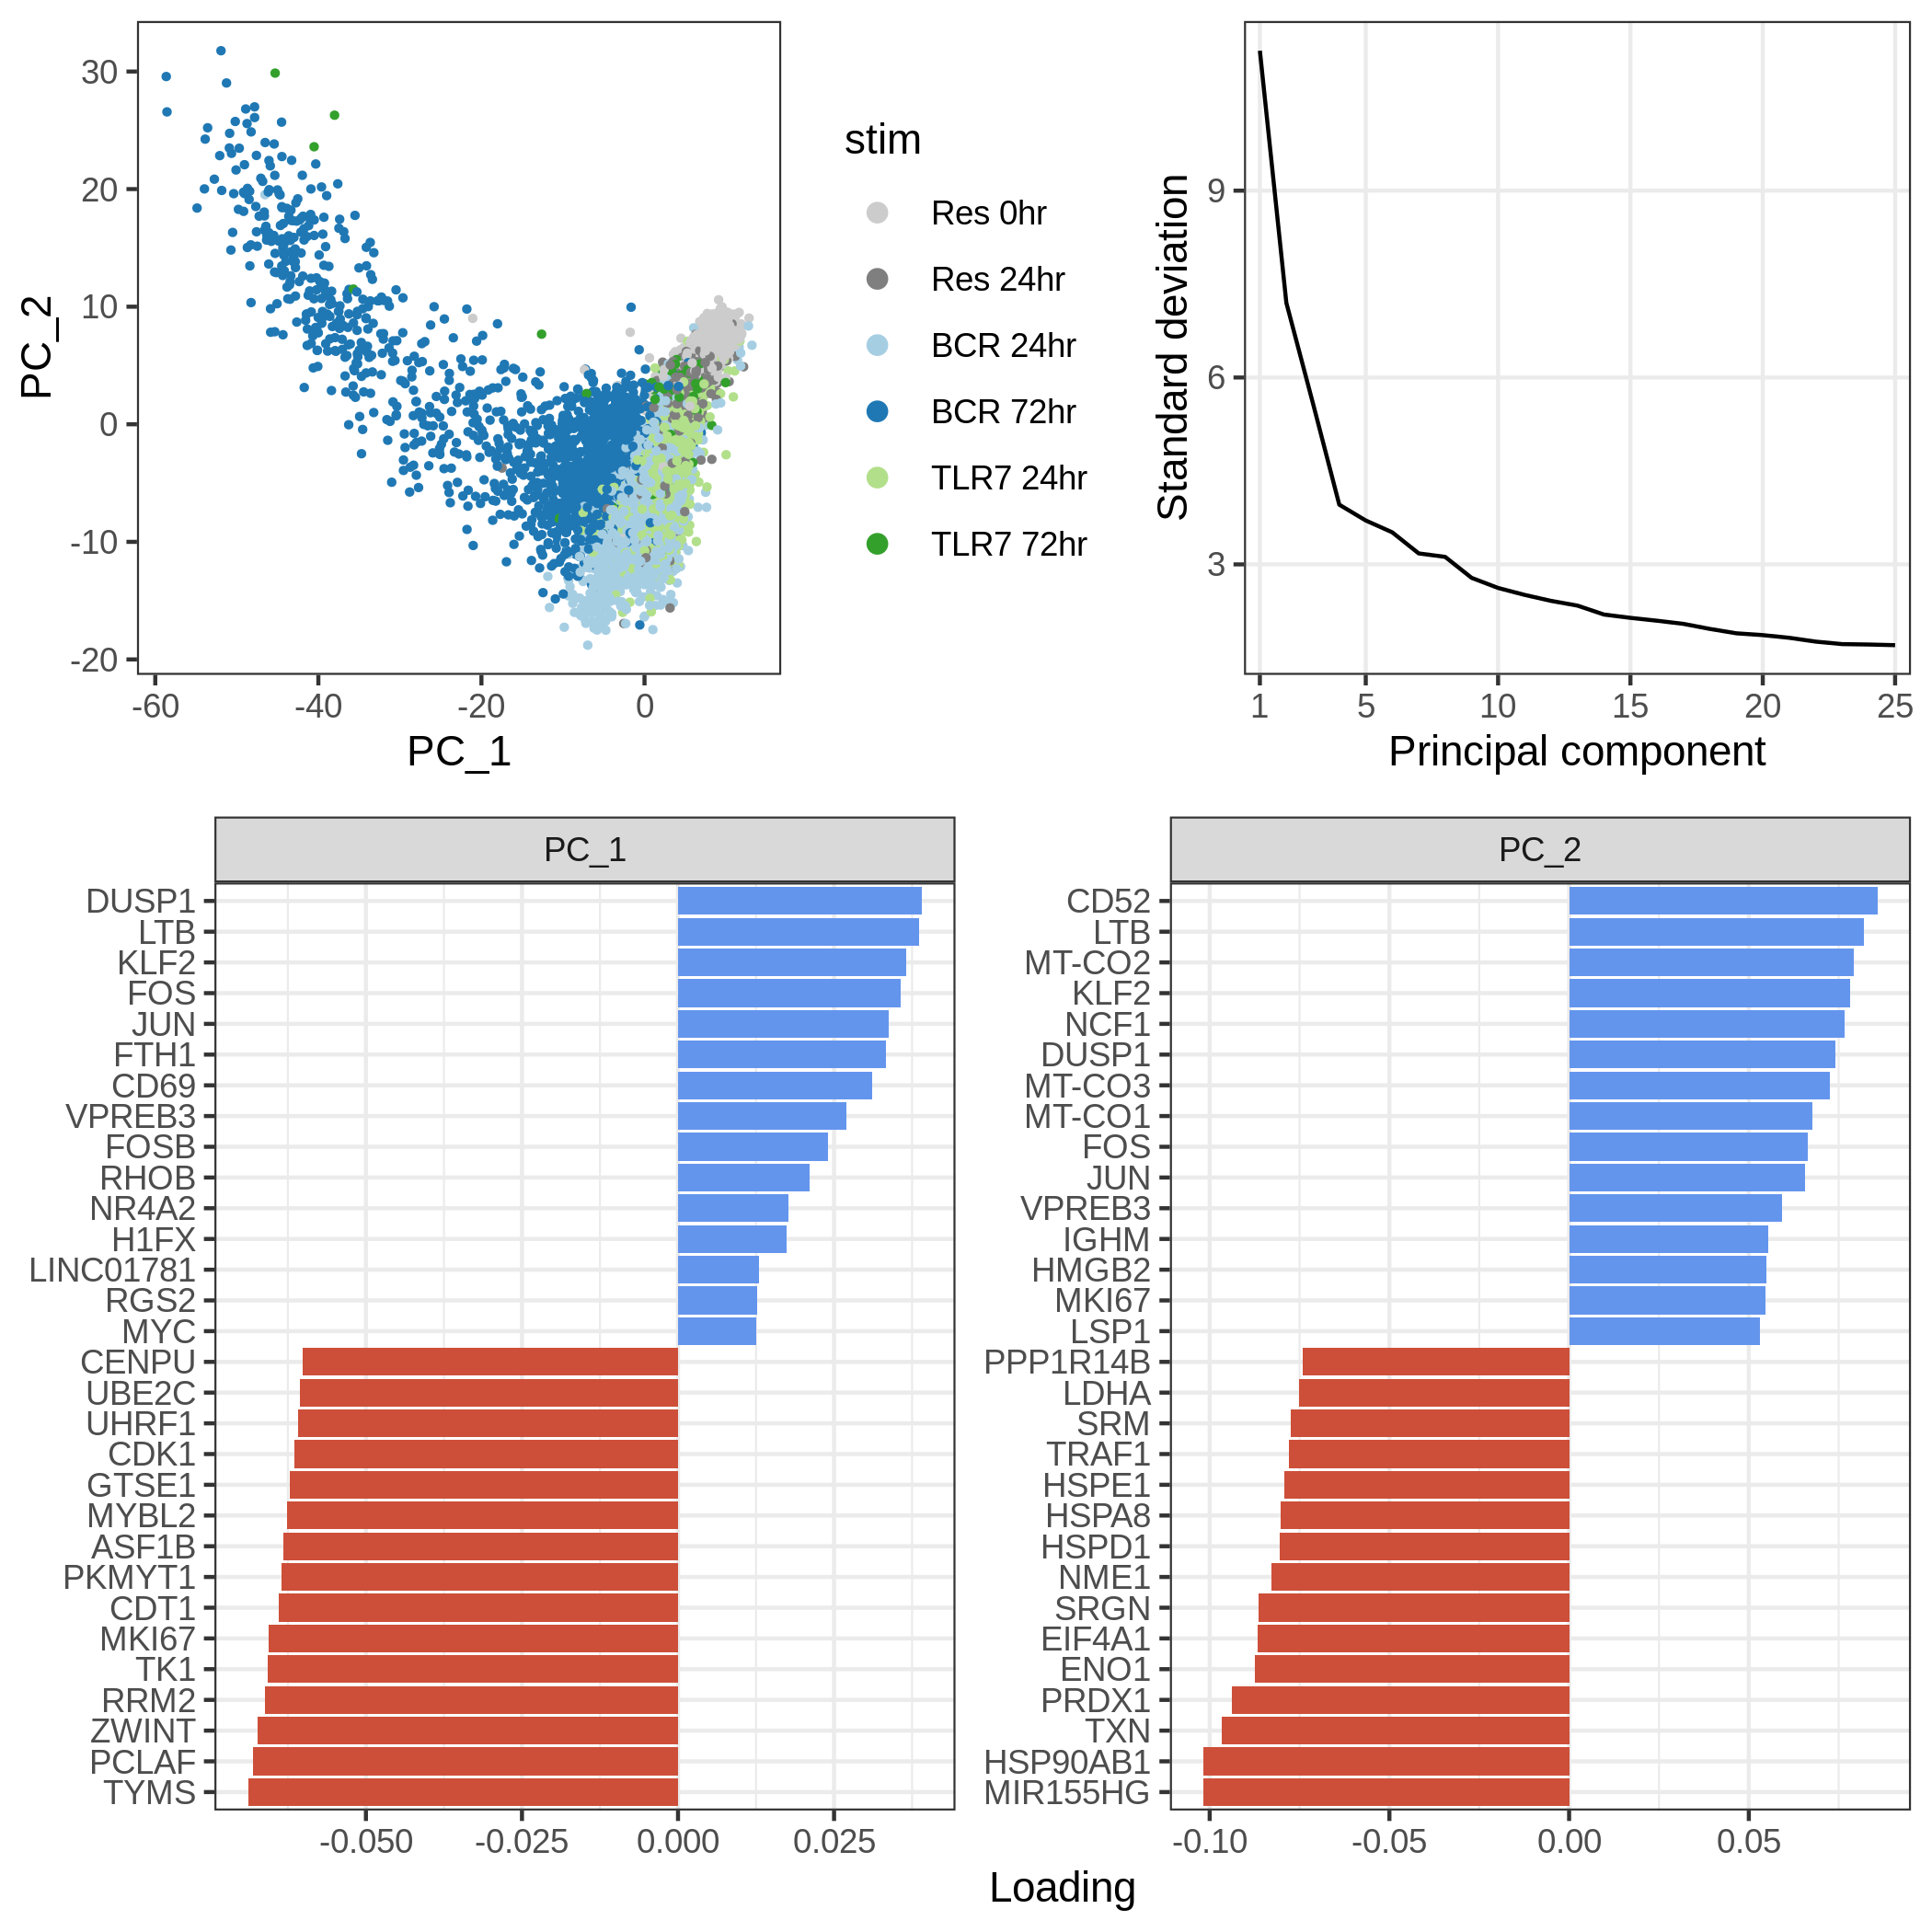 PC_2
30
20
10
0
-10
-20
-60
-40
-20
0
PC_1
stim
Res 0hr
Res 24hr
BCR 24hr
BCR 72hr
TLR7 24hr
TLR7 72hr
Standard deviation
9
6
3
1
5
10
15
20
25
Principal component
PC_1
DUSP1
LTB
KLF2
FOS
JUN
FTH1
CD69
VPREB3
FOSB
RHOB
NR4A2
H1FX
LINC01781
RGS2
MYC
CENPU
UBE2C
UHRF1
CDK1
GTSE1
MYBL2
ASF1B
PKMYT1
CDT1
MKI67
TK1
RRM2
ZWINT
PCLAF
TYMS
-0.050
-0.025
0.000
0.025
PC_2
CD52
LTB
MT-CO2
KLF2
NCF1
DUSP1
MT-CO3
MT-CO1
FOS
JUN
VPREB3
IGHM
HMGB2
MKI67
LSP1
PPP1R14B
LDHA
SRM
TRAF1
HSPE1
HSPA8
HSPD1
NME1
SRGN
EIF4A1
ENO1
PRDX1
TXN
HSP90AB1
MIR155HG
-0.10
-0.05
0.00
0.05
Loading